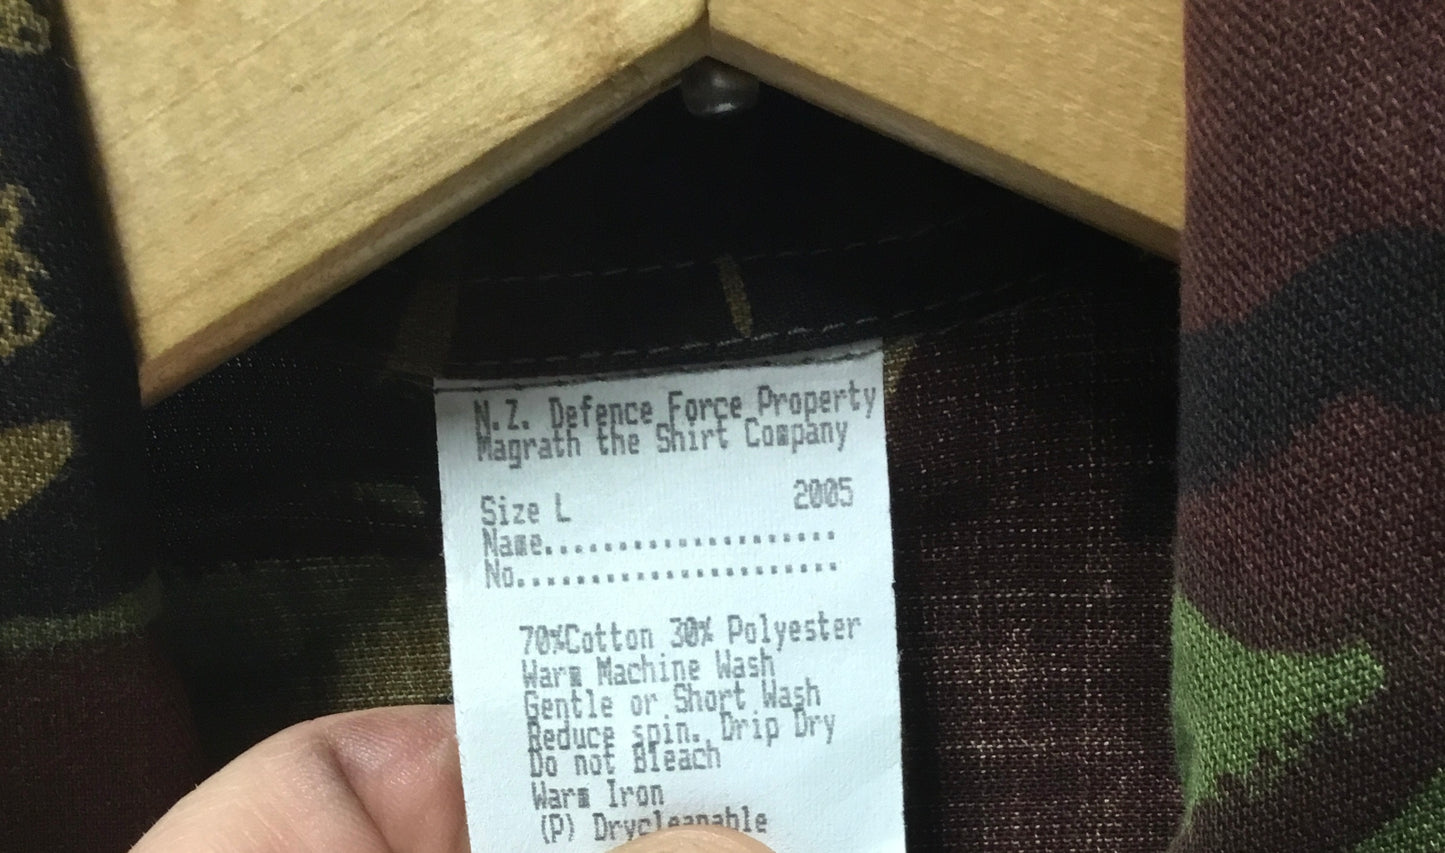 N.Z. Defence Force Property
Magrath the Shirt Company
Size L 2005
Name......................
No........................
70%Cotton 30% Polyester
Warm Machine Wash
Gentle or Short Wash
Reduce spin. Drip Dry
Do not Bleach
Warm Iron
(P) Drycleanable